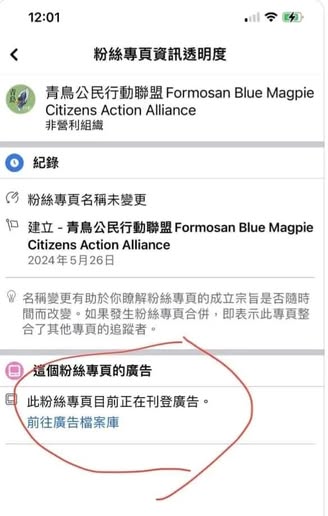 12:01
粉絲專頁資訊透明度
青鳥公民行動聯盟 Formosan Blue Magpie
Citizens Action Alliance
非營利組織
紀錄
粉絲專頁名稱未變更
建立 - 青鳥公民行動聯盟 Formosan Blue Magpie
Citizens Action Alliance
2024年5月26日
名稱變更有助於你瞭解粉絲專頁的成立宗旨是否隨時
間而改變。如果發生粉絲專頁合併，即表示此專頁整
合了其他專頁的追蹤者。
這個粉絲專頁的廣告
此粉絲專頁目前正在刊登廣告。
前往廣告檔案庫